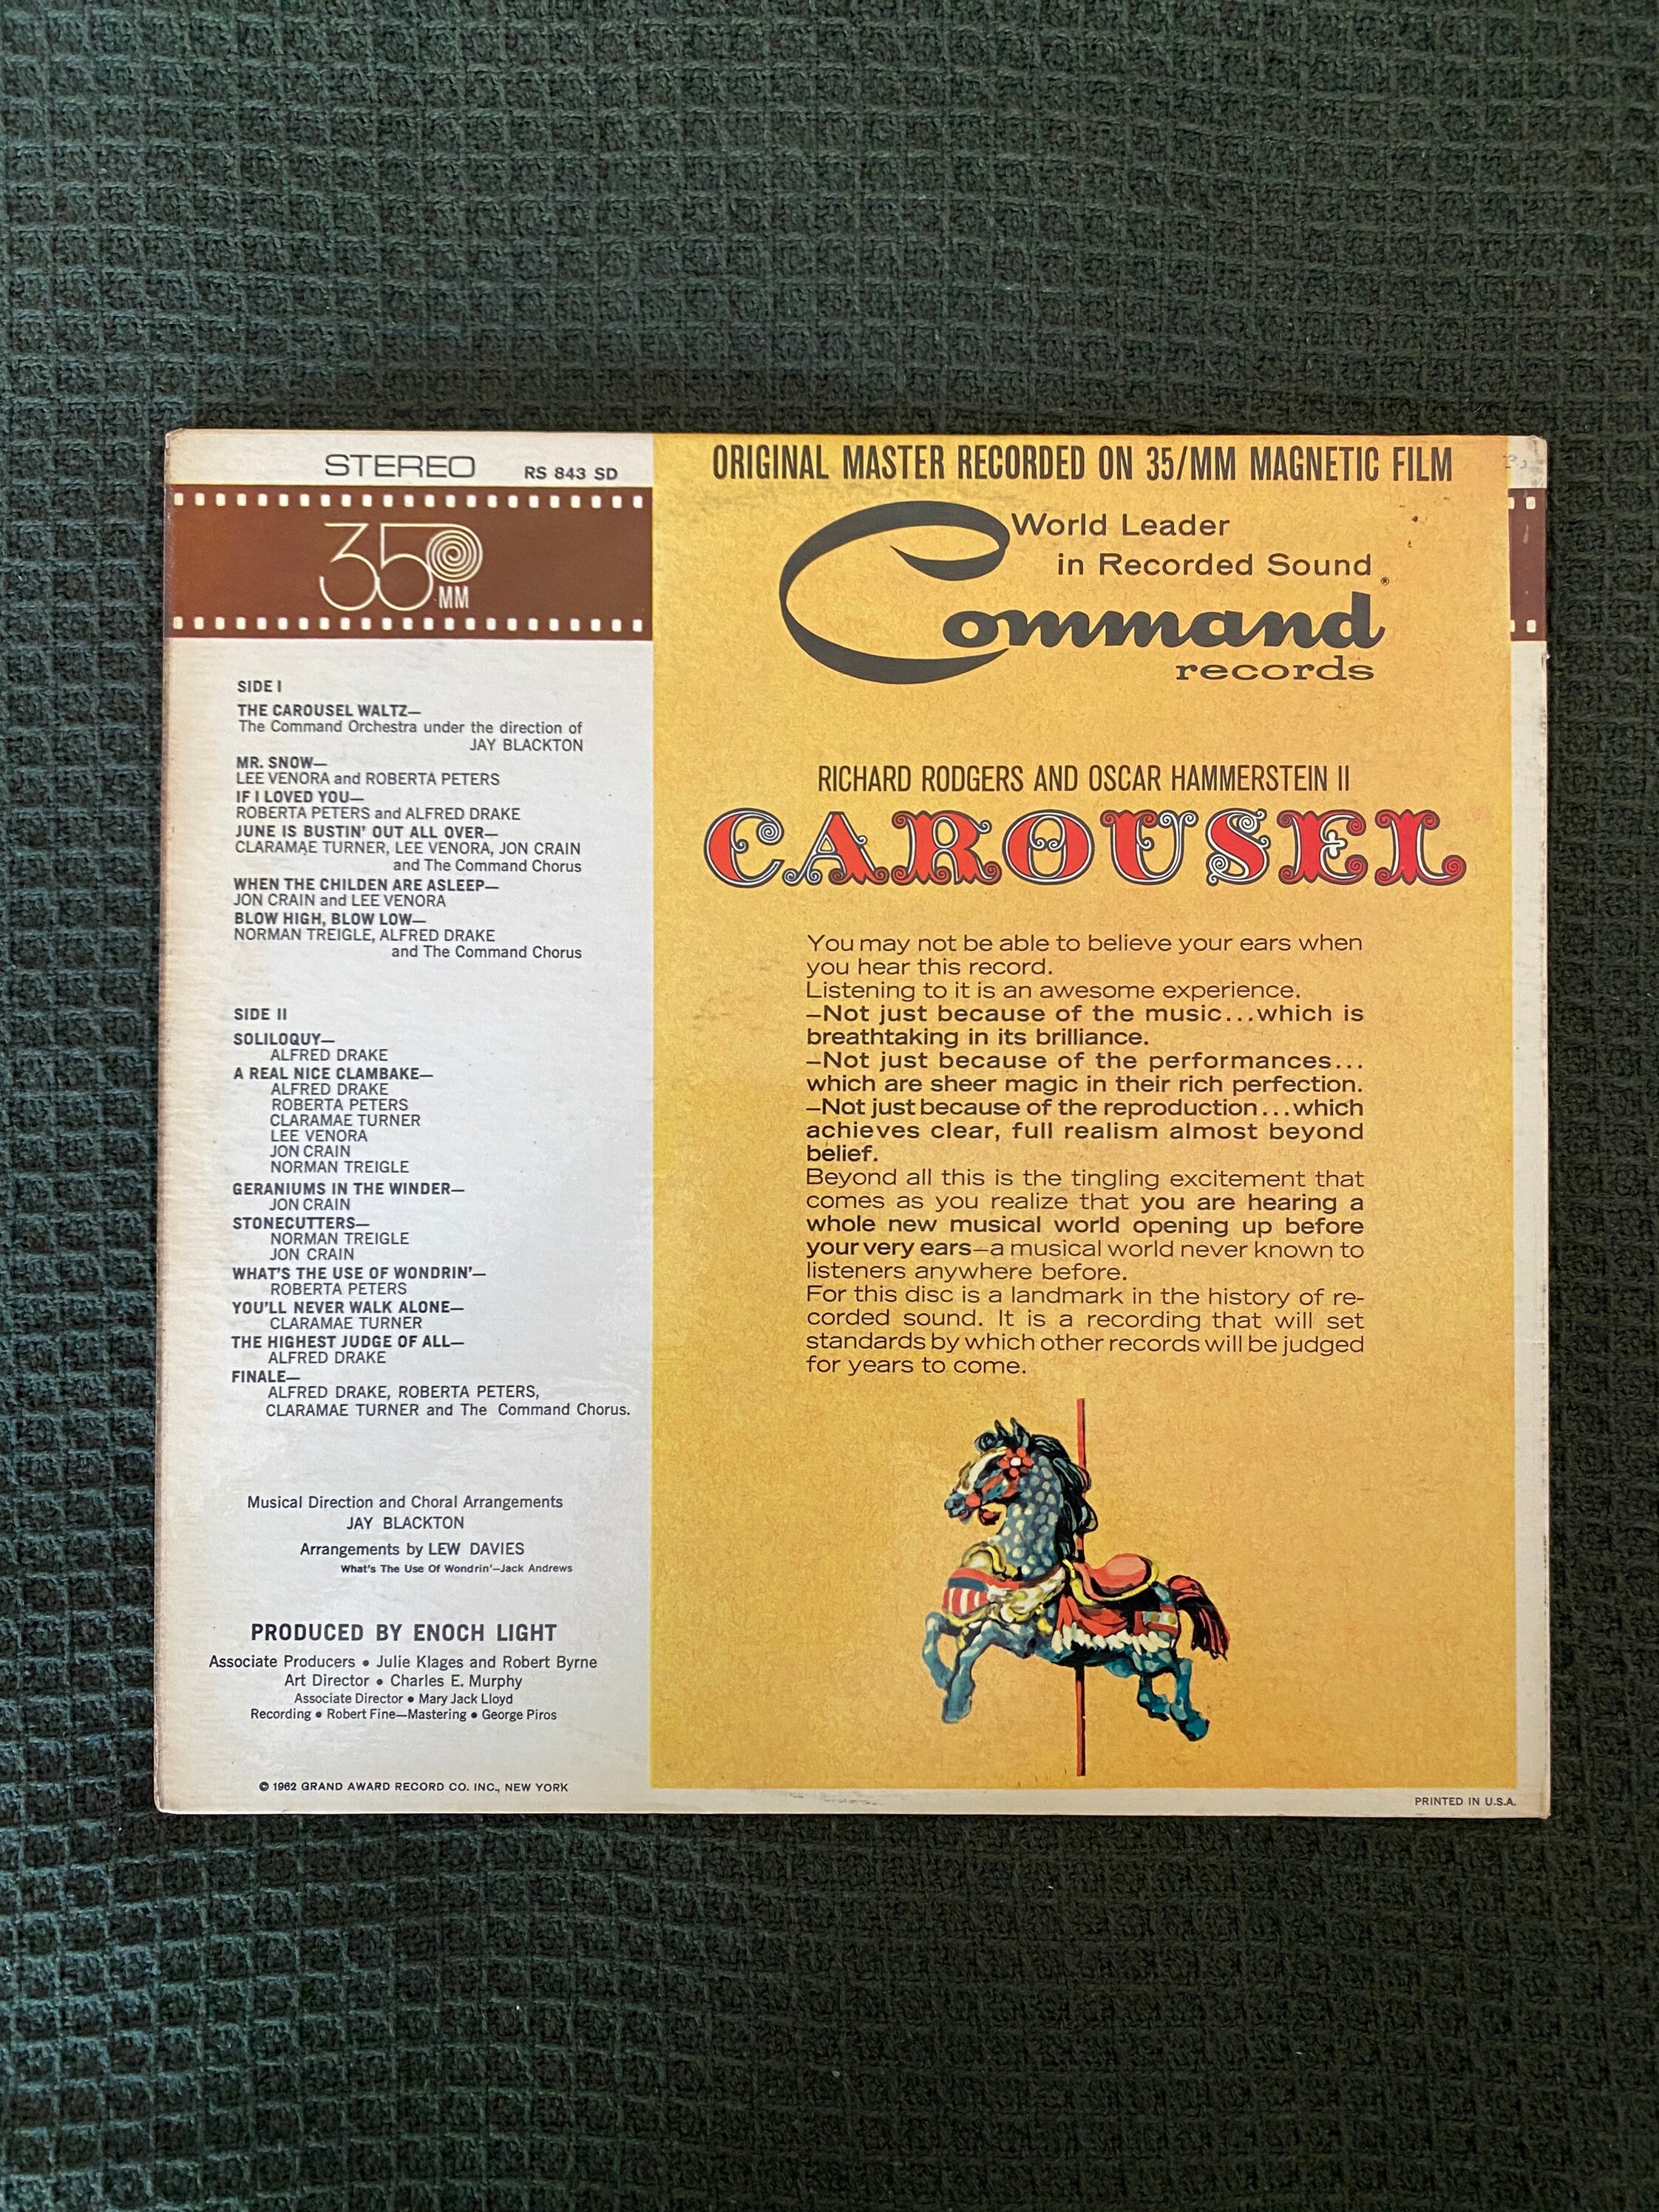 STEREO RS 843 SD
35 MM
SIDE I
THE CAROUSEL WALTZ—
The Command Orchestra under the direction of
JAY BLACKTON
MR. SNOW—
LEE VENORA and ROBERTA PETERS
IF I LOVED YOU—
ROBERTA PETERS and ALFRED DRAKE
JUNE IS BUSTIN' OUT ALL OVER—
CLARAMAE TURNER, LEE VENORA, JON CRAIN
and The Command Chorus
WHEN THE CHILDEN ARE ASLEEP—
JON CRAIN and LEE VENORA
BLOW HIGH, BLOW LOW—
NORMAN TREIGLE, ALFRED DRAKE
and The Command Chorus
SIDE II
SOLILOQUY—
ALFRED DRAKE
A REAL NICE CLAMBAKE—
ALFRED DRAKE
ROBERTA PETERS
CLARAMAE TURNER
LEE VENORA
JON CRAIN
NORMAN TREIGLE
GERANIUMS IN THE WINDER—
JON CRAIN
STONECUTTERS—
NORMAN TREIGLE
JON CRAIN
WHAT'S THE USE OF WONDRIN'—
ROBERTA PETERS
YOU'LL NEVER WALK ALONE—
CLARAMAE TURNER
THE HIGHEST JUDGE OF ALL—
ALFRED DRAKE
FINALE—
ALFRED DRAKE, ROBERTA PETERS,
CLARAMAE TURNER and The Command Chorus.
Musical Direction and Choral Arrangements
JAY BLACKTON
Arrangements by LEW DAVIES
What's The Use Of Wondrin'—Jack Andrews
PRODUCED BY ENOCH LIGHT
Associate Producers • Julie Klages and Robert Byrne
Art Director • Charles E. Murphy
Associate Director • Mary Jack Lloyd
Recording • Robert Fine—Mastering • George Piros
© 1962 GRAND AWARD RECORD CO. INC., NEW YORK
ORIGINAL MASTER RECORDED ON 35/MM MAGNETIC FILM
World Leader
in Recorded Sound
Command®
records
RICHARD RODGERS AND OSCAR HAMMERSTEIN II
CAROUSEL
You may not be able to believe your ears when
you hear this record.
Listening to it is an awesome experience.
—Not just because of the music...which is
breathtaking in its brilliance.
—Not just because of the performances...
which are sheer magic in their rich perfection.
—Not just because of the reproduction...which
achieves clear, full realism almost beyond
belief.
Beyond all this is the tingling excitement that
comes as you realize that you are hearing a
whole new musical world opening up before
your very ears—a musical world never known to
listeners anywhere before.
For this disc is a landmark in the history of re-
corded sound. It is a recording that will set
standards by which other records will be judged
for years to come.
PRINTED IN U.S.A.